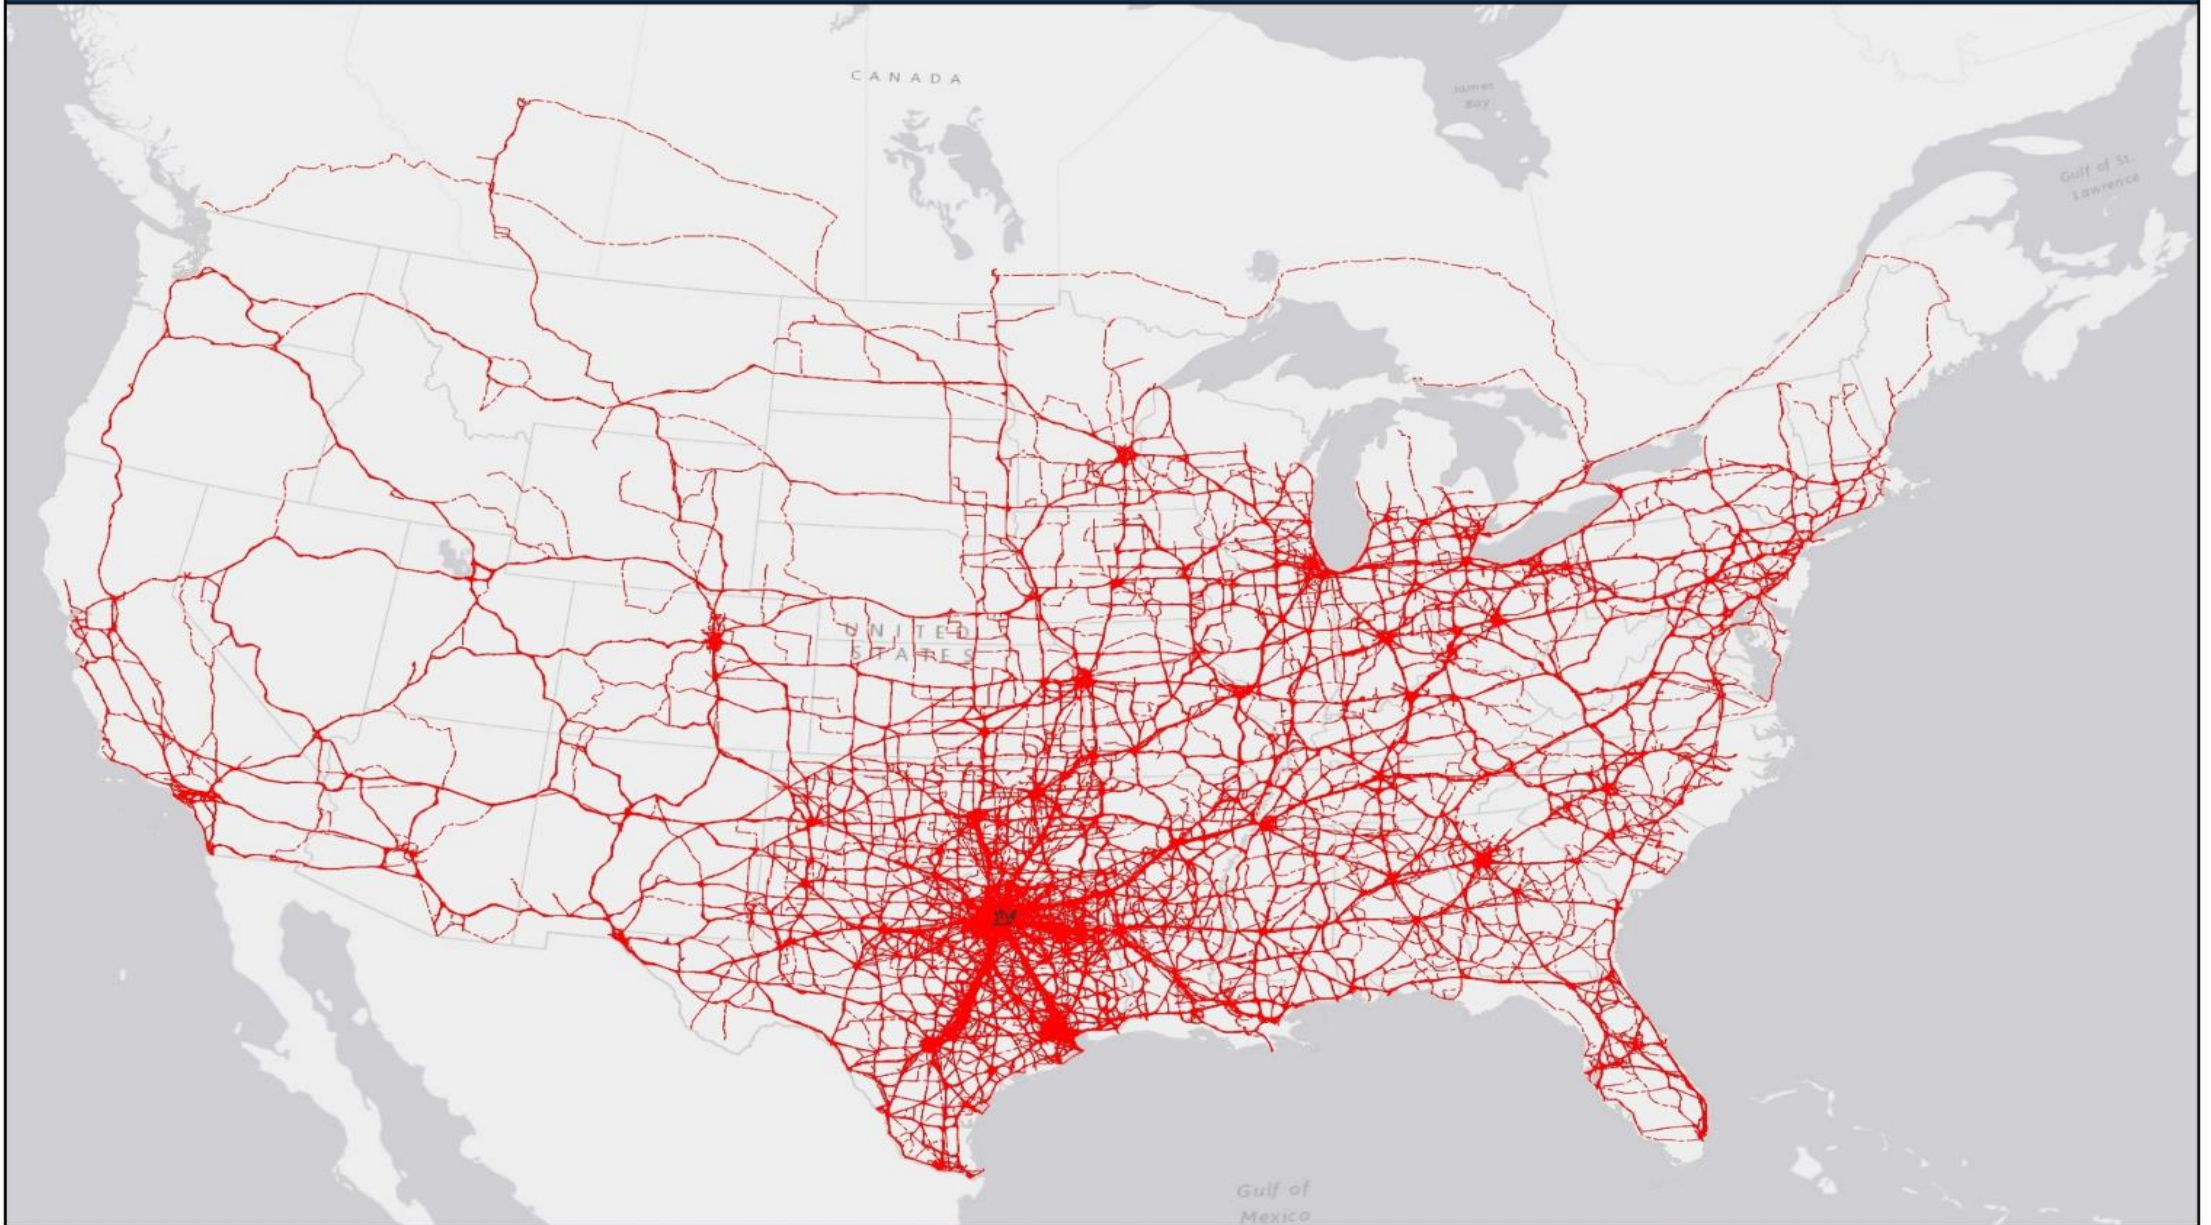 CANADA
James
Bay
Gulf of St.
Lawrence
UNITED
STATES
Gulf of
Mexico